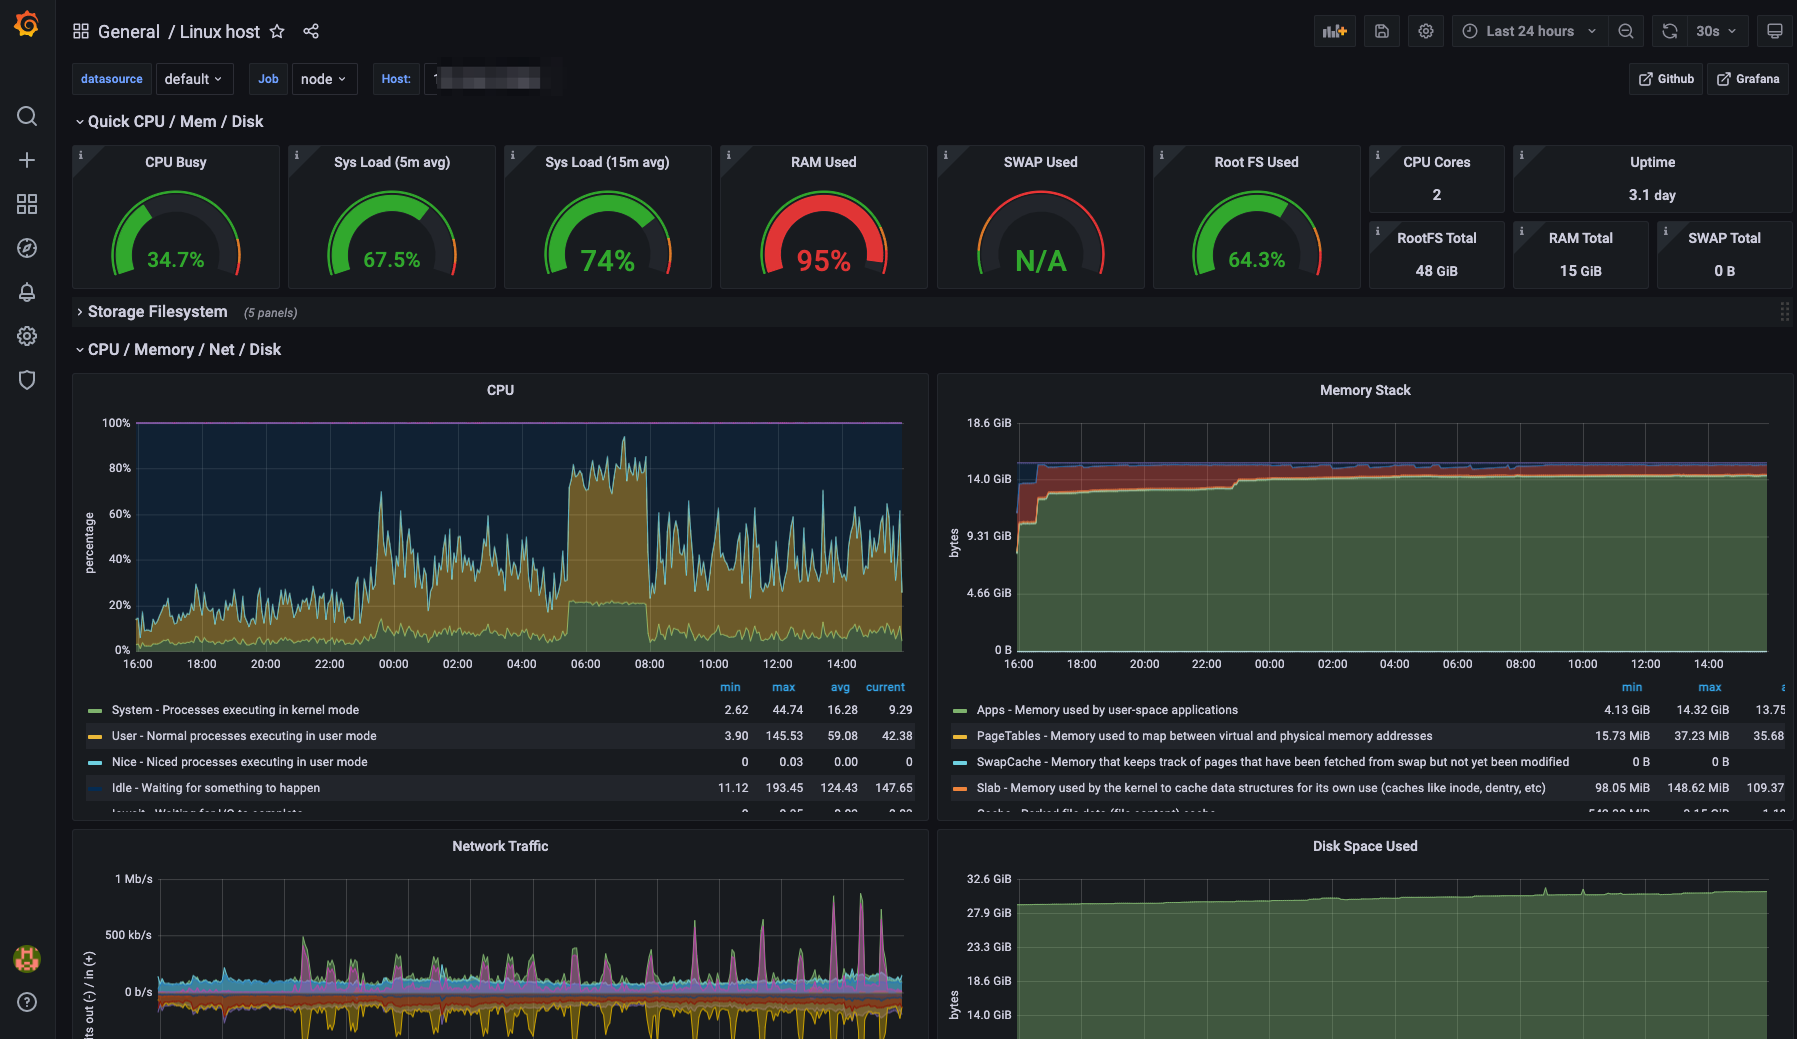 General / Linux host
Last 24 hours
30s
datasource default Job node Host:
Github Grafana
Quick CPU / Mem / Disk
CPU Busy
34.7%
Sys Load (5m avg)
67.5%
Sys Load (15m avg)
74%
RAM Used
95%
SWAP Used
N/A
Root FS Used
64.3%
CPU Cores
2
Uptime
3.1 day
RootFS Total
48 GiB
RAM Total
15 GiB
SWAP Total
0 B
Storage Filesystem (5 panels)
CPU / Memory / Net / Disk
CPU
percentage
100%
80%
60%
40%
20%
0%
16:00 18:00 20:00 22:00 00:00 02:00 04:00 06:00 08:00 10:00 12:00 14:00
min max avg current
System - Processes executing in kernel mode 2.62 44.74 16.28 9.29
User - Normal processes executing in user mode 3.90 145.53 59.08 42.38
Nice - Niced processes executing in user mode 0 0.03 0.00 0
Idle - Waiting for something to happen 11.12 193.45 124.43 147.65
Iowait - Waiting for I/O to complete
Memory Stack
bytes
18.6 GiB
14.0 GiB
9.31 GiB
4.66 GiB
0 B
16:00 18:00 20:00 22:00 00:00 02:00 04:00 06:00 08:00 10:00 12:00 14:00
min max
Apps - Memory used by user-space applications 4.13 GiB 14.32 GiB 13.75
PageTables - Memory used to map between virtual and physical memory addresses 15.73 MiB 37.23 MiB 35.68
SwapCache - Memory that keeps track of pages that have been fetched from swap but not yet been modified 0 B 0 B
Slab - Memory used by the kernel to cache data structures for its own use (caches like inode, dentry, etc) 98.05 MiB 148.62 MiB 109.37
Cache - Parked file data (file content) cache
Network Traffic
its out (-) / in (+)
1 Mb/s
500 kb/s
0 b/s
Disk Space Used
bytes
32.6 GiB
27.9 GiB
23.3 GiB
18.6 GiB
14.0 GiB